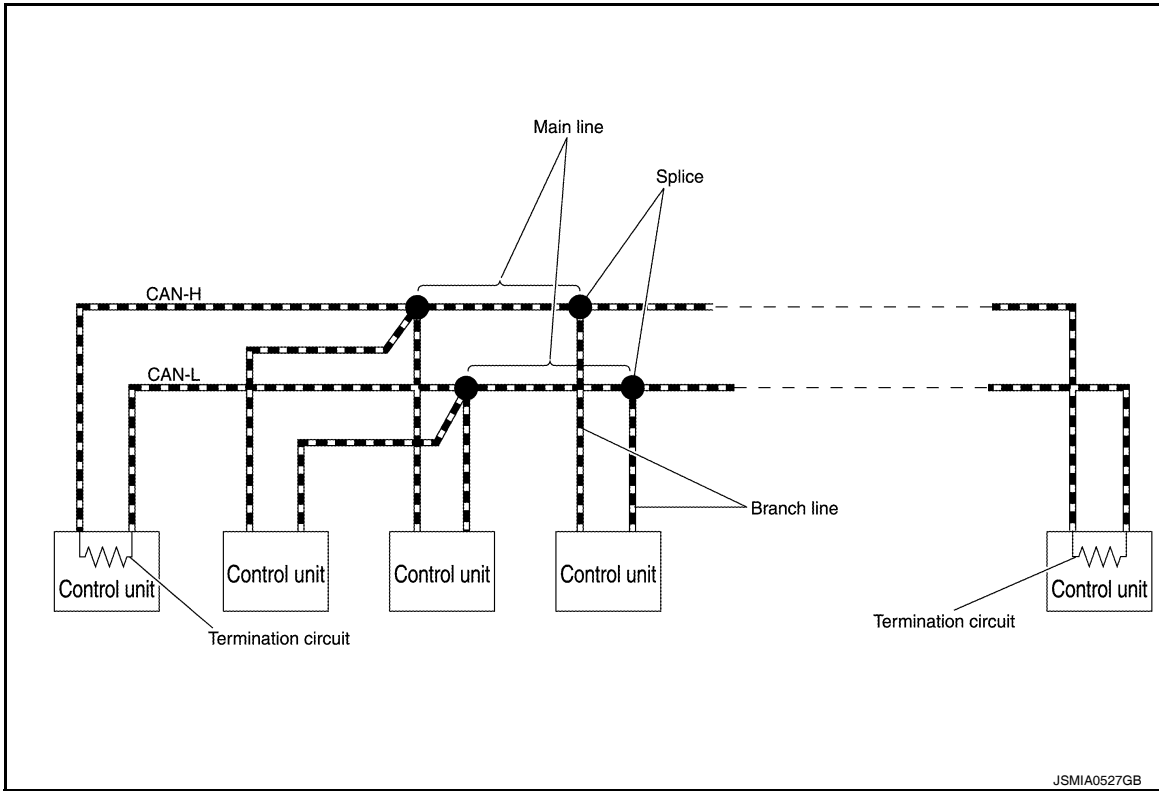 Main line
Splice
CAN-H
CAN-L
Branch line
Control unit
Control unit
Control unit
Control unit
Control unit
Termination circuit
Termination circuit
JSMIA0527GB